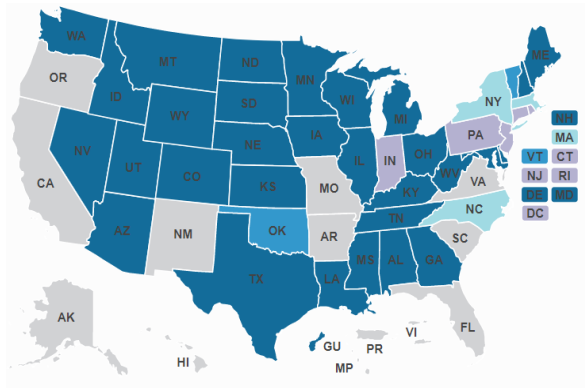 WA
ME
MT
ND
OR
MN
ID
NY
SD
WI
WY
MI
NH
IA
PA
MA
NE
NV
IL
IN
OH
VT CT
UT
CO
WV
NJ RI
CA
KS
MO
KY
VA
DE MD
NC
DC
TN
OK
AZ
NM
AR
SC
MS
AL
GA
TX
LA
AK
FL
GU
VI
HI
PR
MP